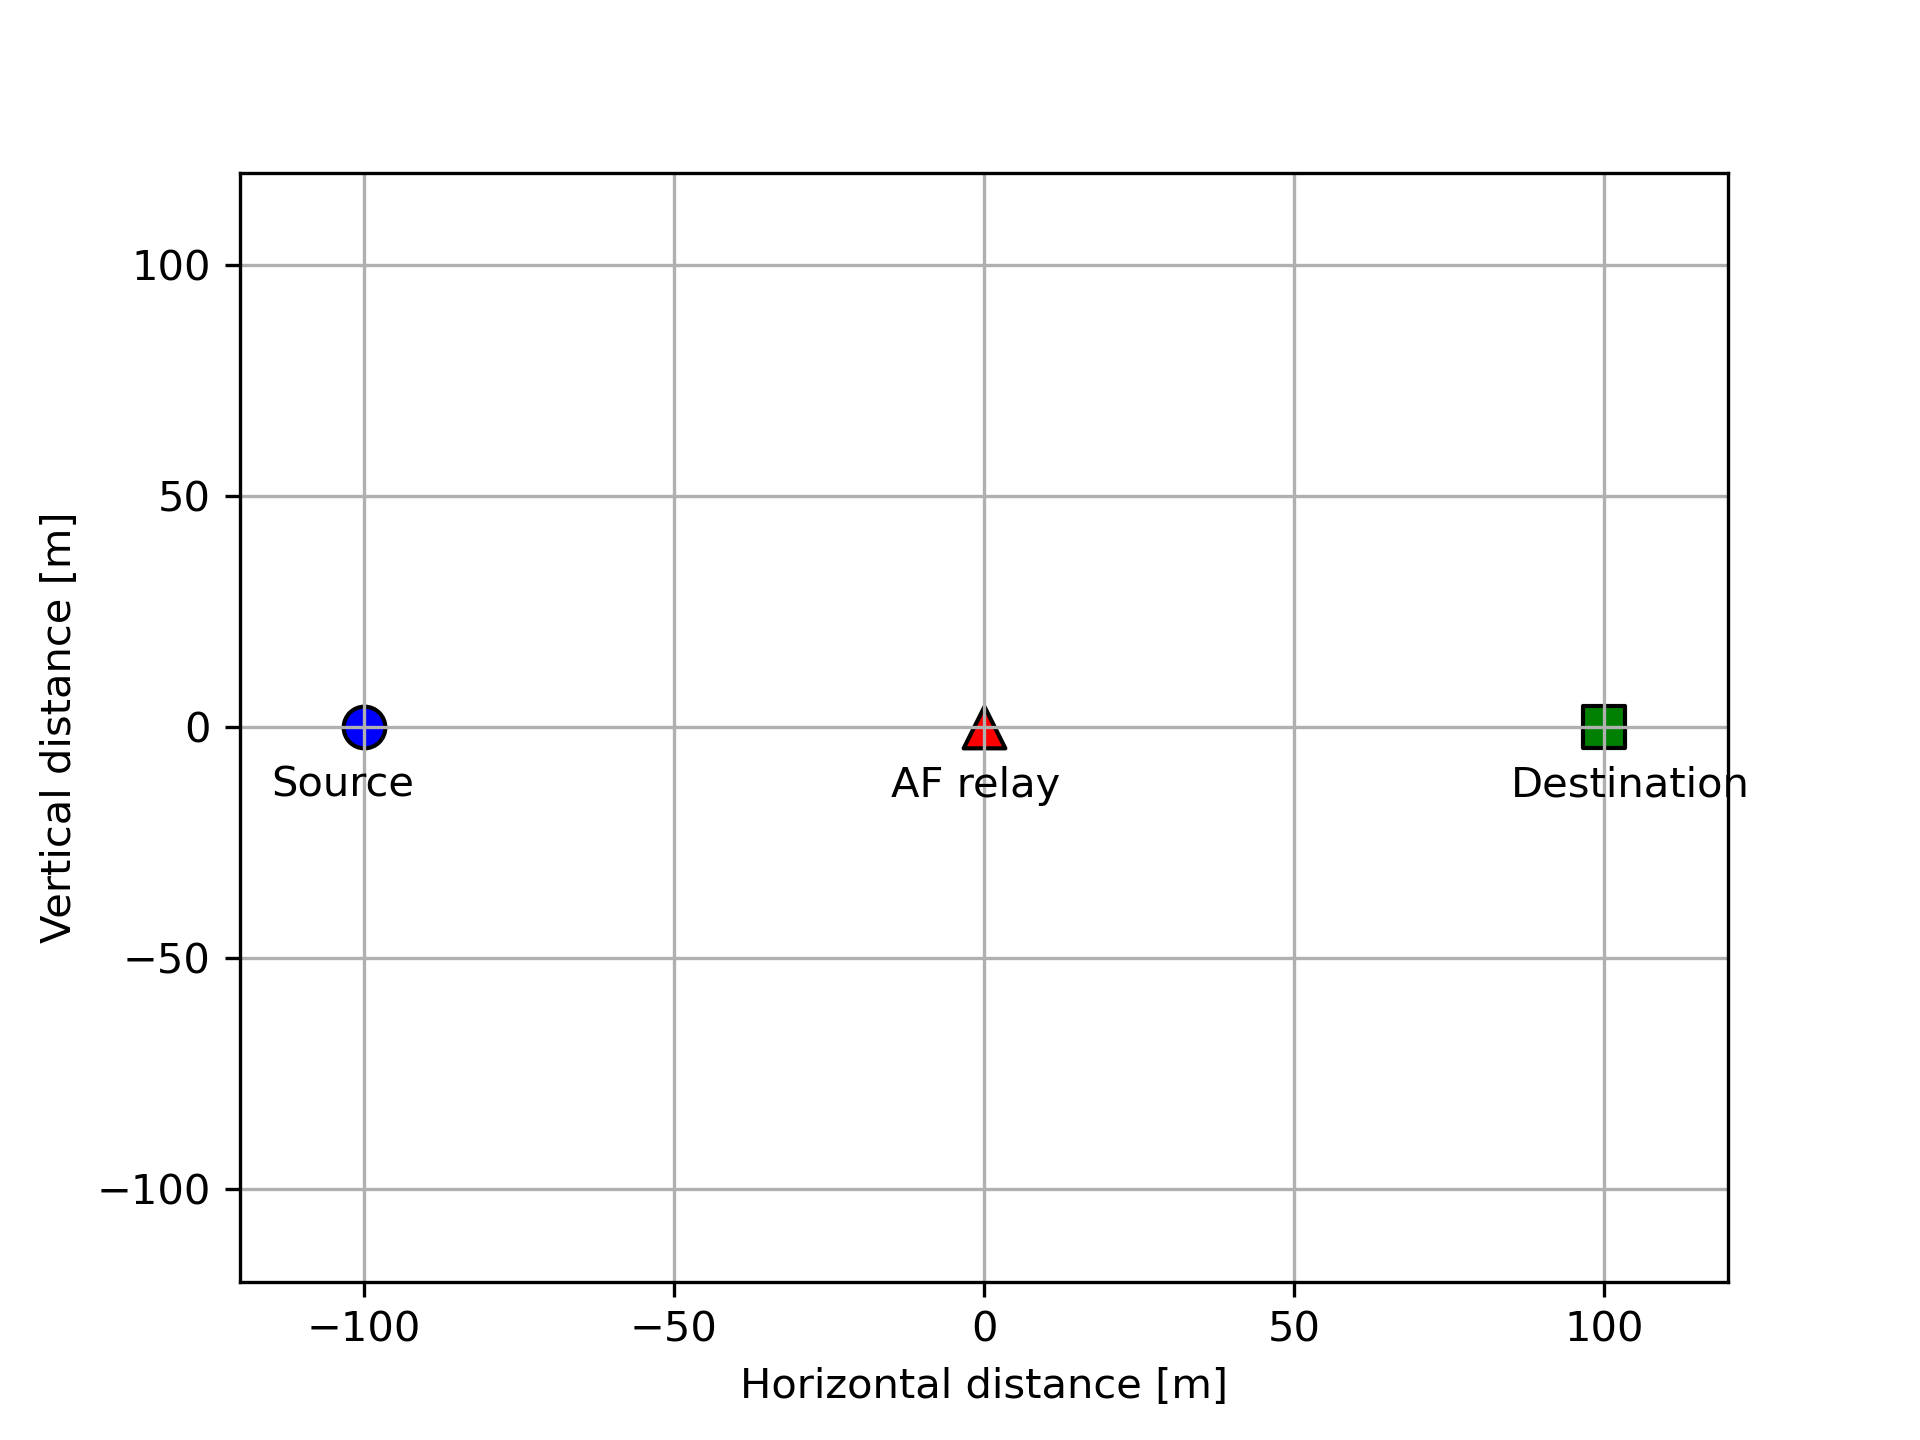 100
50
0
−50
−100
Vertical distance [m]
Source
AF relay
Destination
−100
−50
0
50
100
Horizontal distance [m]